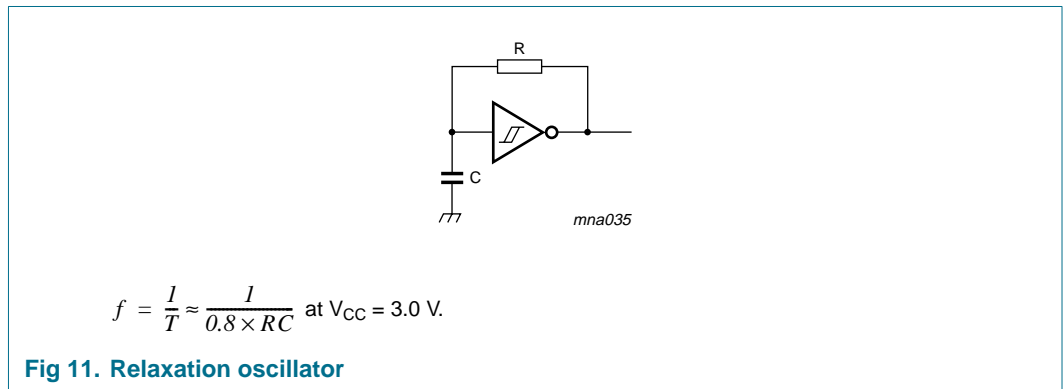 R
C
mna035
f = 1/T ≈ 1/(0.8 × RC) at VCC = 3.0 V.
Fig 11. Relaxation oscillator